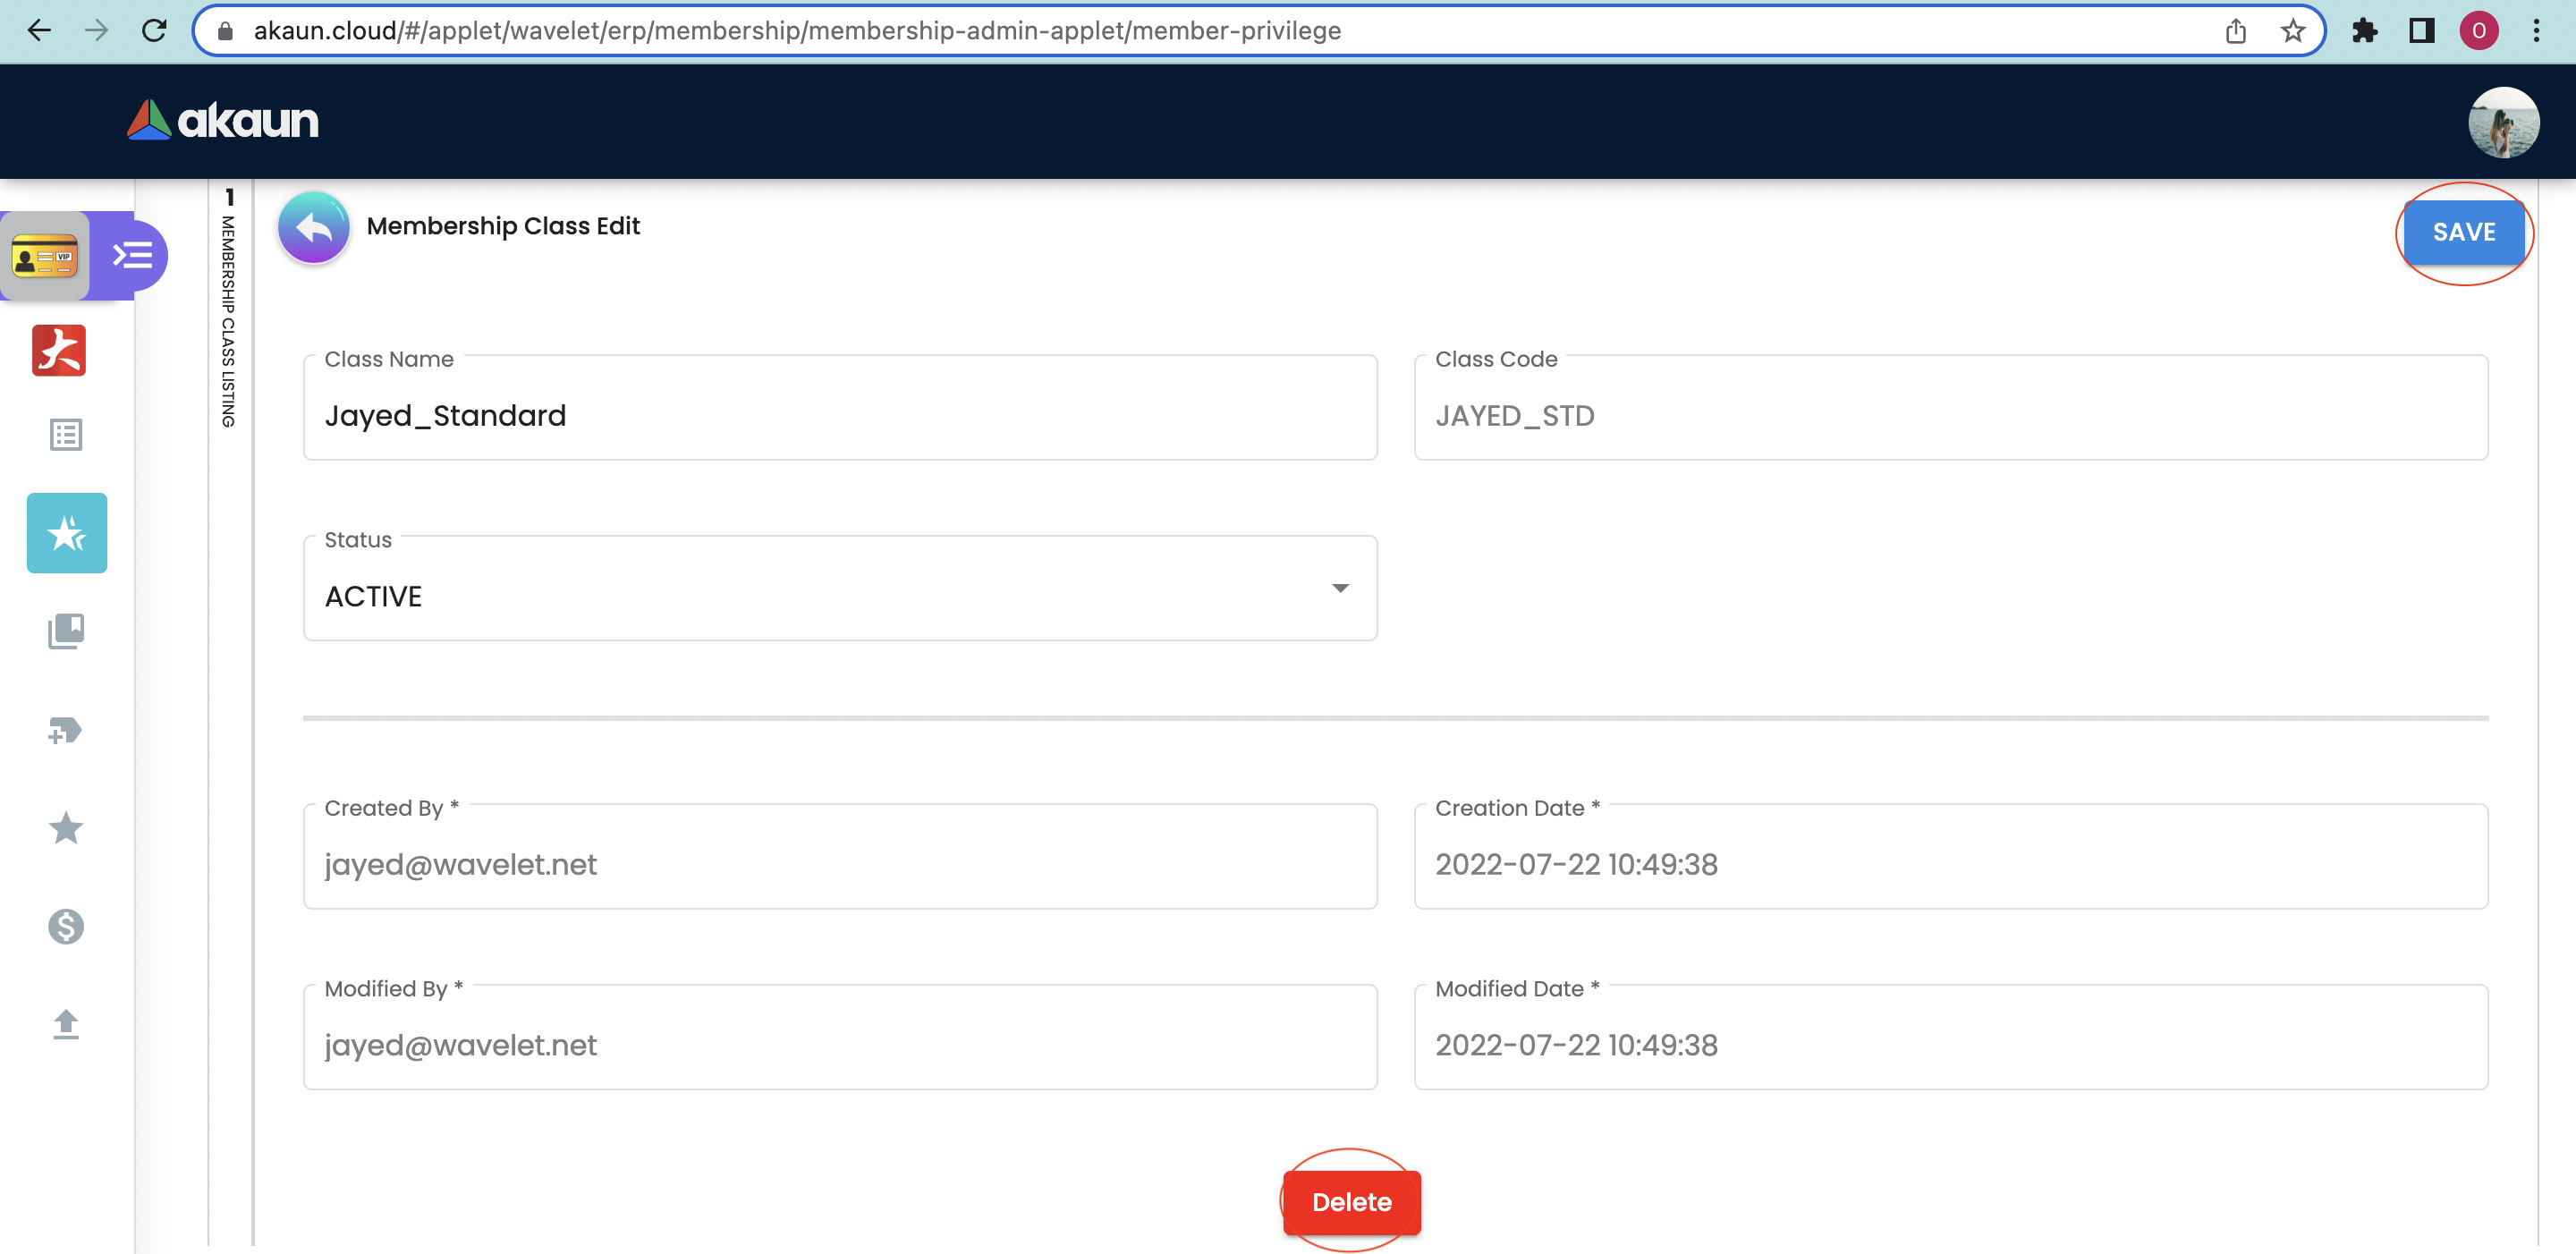 akaun.cloud/#/applet/wavelet/erp/membership/membership-admin-applet/member-privilege
O
akaun
1 MEMBERSHIP CLASS LISTING
Membership Class Edit
SAVE
VIP
Class Name
Jayed_Standard
Class Code
JAYED_STD
Status
ACTIVE
Created By *
jayed@wavelet.net
Creation Date *
2022-07-22 10:49:38
Modified By *
jayed@wavelet.net
Modified Date *
2022-07-22 10:49:38
Delete